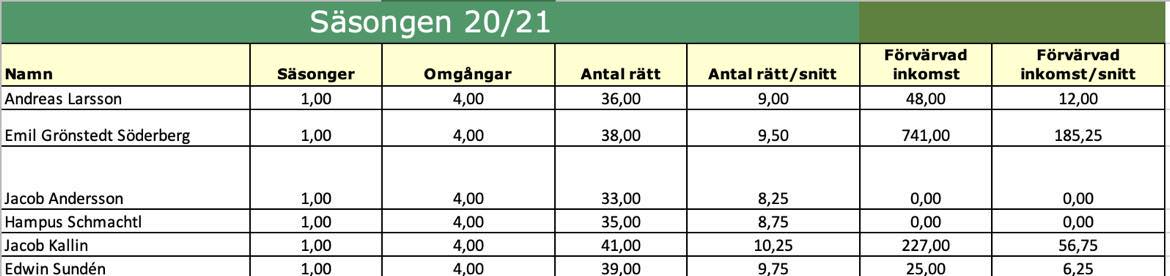 Säsongen 20/21
Namn Säsonger Omgångar Antal rätt Antal rätt/snitt Förvärvad inkomst Förvärvad inkomst/snitt
Andreas Larsson 1,00 4,00 36,00 9,00 48,00 12,00
Emil Grönstedt Söderberg 1,00 4,00 38,00 9,50 741,00 185,25
Jacob Andersson 1,00 4,00 33,00 8,25 0,00 0,00
Hampus Schmachtl 1,00 4,00 35,00 8,75 0,00 0,00
Jacob Kallin 1,00 4,00 41,00 10,25 227,00 56,75
Edwin Sundén 1,00 4,00 39,00 9,75 25,00 6,25